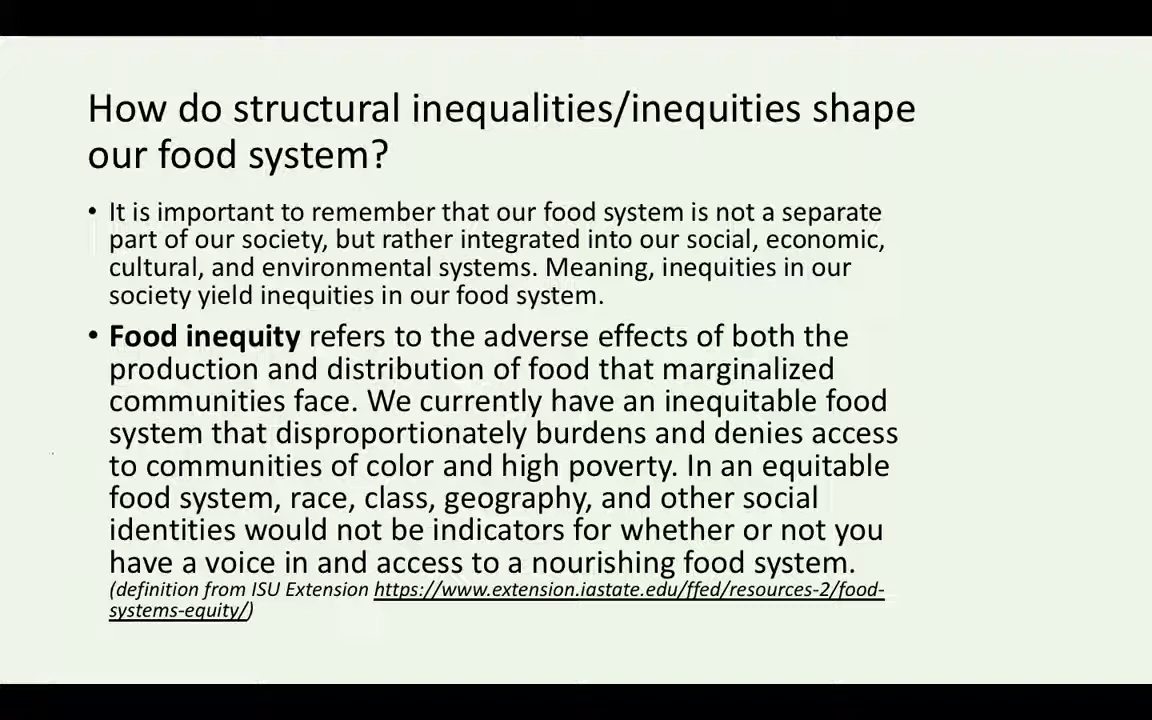 How do structural inequalities/inequities shape
our food system?
• It is important to remember that our food system is not a separate
part of our society, but rather integrated into our social, economic,
cultural, and environmental systems. Meaning, inequities in our
society yield inequities in our food system.
• Food inequity refers to the adverse effects of both the
production and distribution of food that marginalized
communities face. We currently have an inequitable food
system that disproportionately burdens and denies access
to communities of color and high poverty. In an equitable
food system, race, class, geography, and other social
identities would not be indicators for whether or not you
have a voice in and access to a nourishing food system.
(definition from ISU Extension https://www.extension.iastate.edu/ffed/resources-2/food-
systems-equity/)